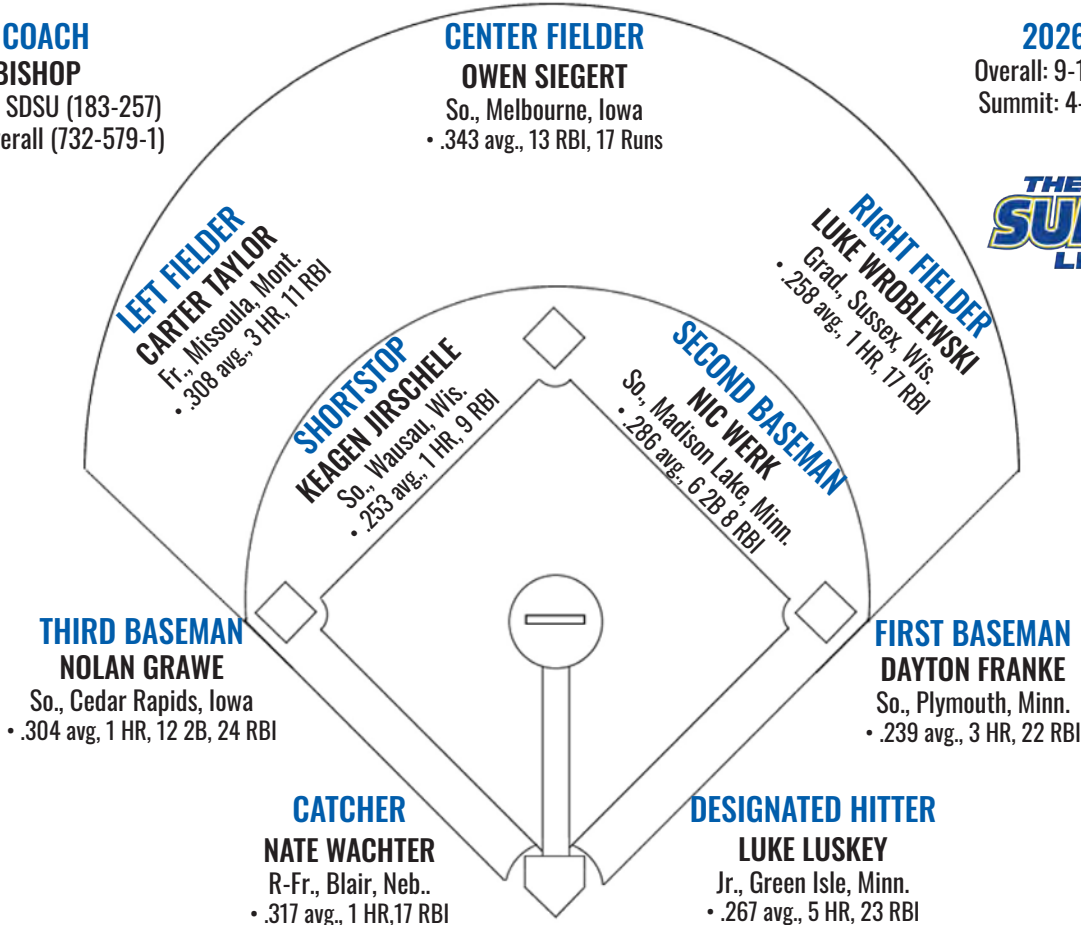 COACH
BISHOP
SDSU (183-257)
erall (732-579-1)
CENTER FIELDER
OWEN SIEGERT
So., Melbourne, Iowa
• .343 avg., 13 RBI, 17 Runs
2026
Overall: 9-1
Summit: 4-
THE
SU
L
LEFT FIELDER
CARTER TAYLOR
Fr., Missoula, Mont.
• .308 avg., 3 HR, 11 RBI
RIGHT FIELDER
LUKE WROBLEWSKI
Grad., Sussex, Wis.
• .258 avg., 1 HR, 17 RBI
SHORTSTOP
KEAGEN JIRSCHELE
So., Wausau, Wis.
• .253 avg., 1 HR, 9 RBI
SECOND BASEMAN
NIC WERK
So., Madison Lake, Minn.
• .286 avg., 6 2B 8 RBI
THIRD BASEMAN
NOLAN GRAWE
So., Cedar Rapids, Iowa
• .304 avg, 1 HR, 12 2B, 24 RBI
FIRST BASEMAN
DAYTON FRANKE
So., Plymouth, Minn.
• .239 avg., 3 HR, 22 RBI
CATCHER
NATE WACHTER
R-Fr., Blair, Neb..
• .317 avg., 1 HR,17 RBI
DESIGNATED HITTER
LUKE LUSKEY
Jr., Green Isle, Minn.
• .267 avg., 5 HR, 23 RBI